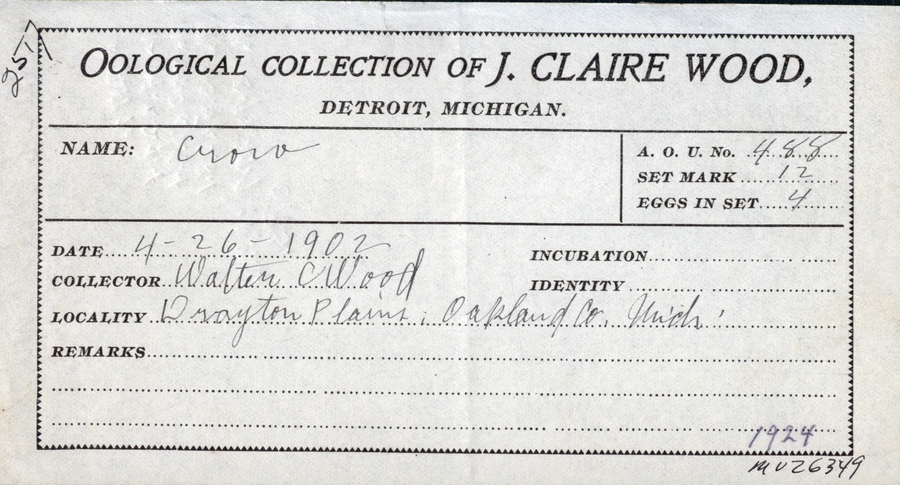 2517
OOLOGICAL COLLECTION OF J. CLAIRE WOOD,
DETROIT, MICHIGAN.
NAME: Crow
A. O. U. No. 488
SET MARK 12
EGGS IN SET 4
DATE 4-26-1902
INCUBATION
COLLECTOR Walter C Wood
IDENTITY
LOCALITY Drayton Plains, Oakland Co. Mich.
REMARKS
1924
MVZ6349